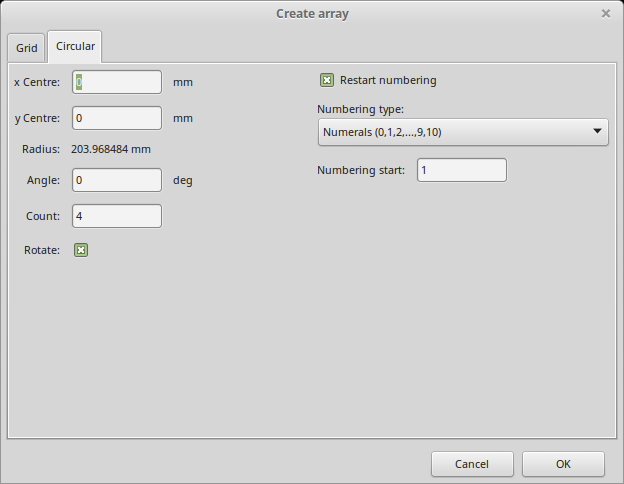 Create array
Grid
Circular
x Centre: 0 mm
y Centre: 0 mm
Radius: 203.968484 mm
Angle: 0 deg
Count: 4
Rotate:
Restart numbering
Numbering type:
Numerals (0,1,2,...,9,10)
Numbering start: 1
Cancel
OK